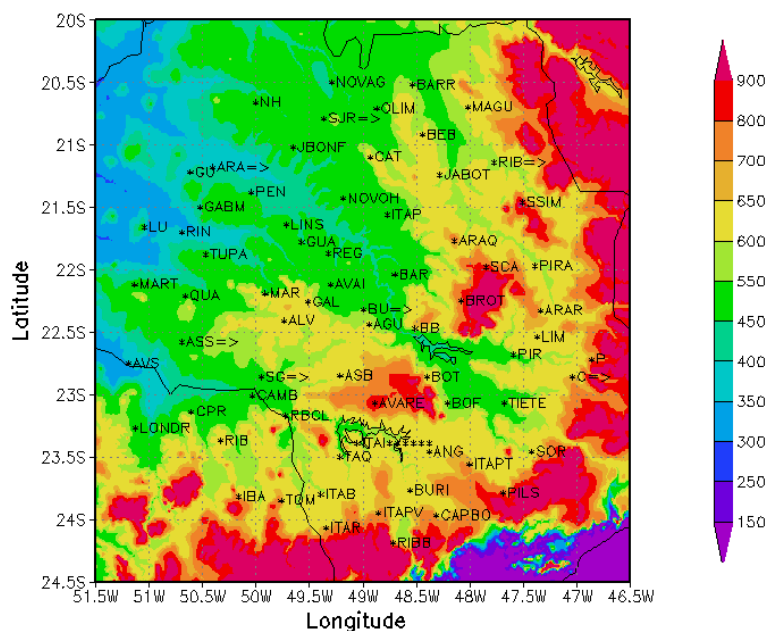 20S
20.5S
21S
21.5S
22S
22.5S
23S
23.5S
24S
24.5S
Latitude
51.5W 51W 50.5W 50W 49.5W 49W 48.5W 48W 47.5W 47W 46.5W
Longitude
900
800
700
650
600
550
500
450
400
350
300
200
150
*NOVAG
*BARR
*NH
*OLIM
*MAGU
*SJR=>
*BEB
*JBONF
*CAT
*RIB=>
*ARA=>
*GU
*JABOT
*PEN
*NOVOH
*GABM
*SSIM
*ITAP
*LU
*RIN
*LINS
*GUA
*ARAQ
*TUPA
*REG
*SCA
*PIRA
*BAR
*MART
*AVAI
*QUA
*MAR
*GAL
*BROT
*BU=>
*ARAR
*ALV
*AGU
*BB
*ASS=>
*LIM
*PIR
*AVS
*P
*SG=>
*ASB
*BOT
*C=>
*CAMB
*AVARE
*BOF
*TIETE
*CPR
*RBCL
*LONDR
*RIB
*ITAI*****
*TAQ
*ANG
*SOR
*ITAPT
*IBA
*TOM
*ITAB
*BURI
*PILS
*ITAPV
*CAPBO
*ITAR
*RIBB